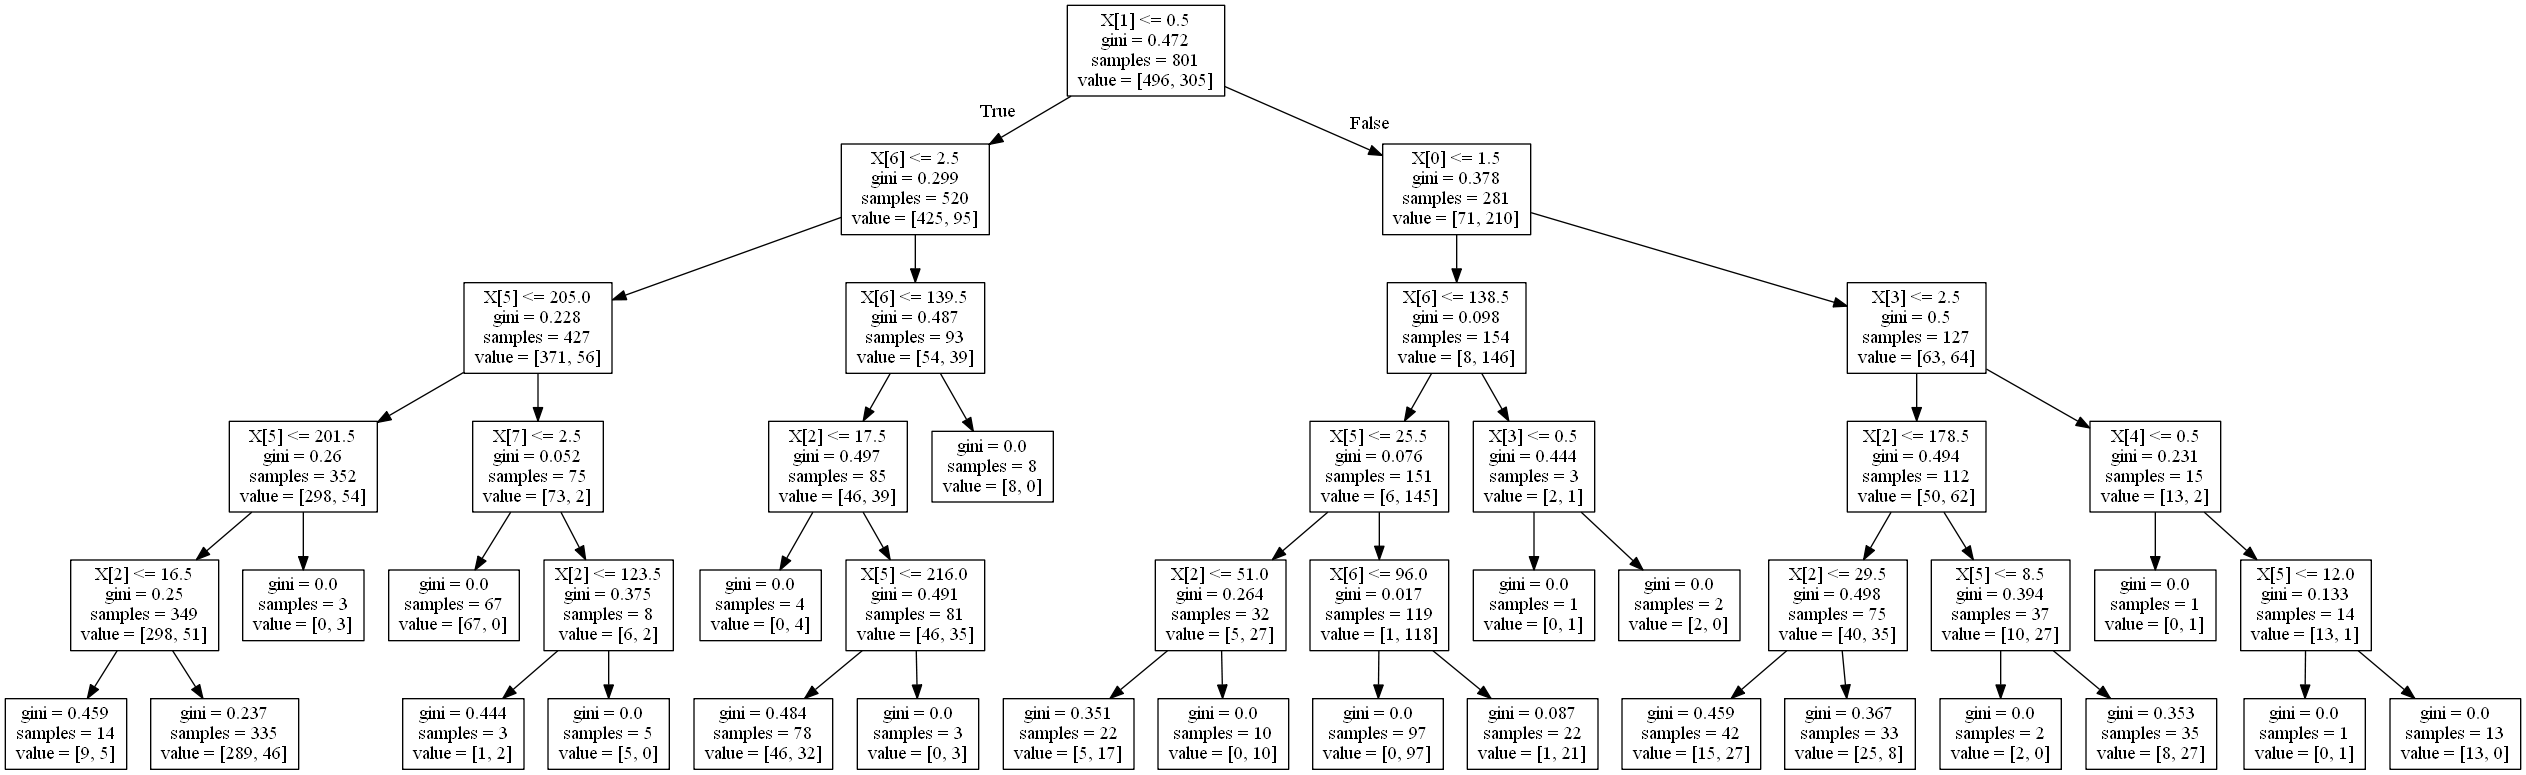 X[1] <= 0.5
gini = 0.472
samples = 801
value = [496, 305]
True
False
X[6] <= 2.5
gini = 0.299
samples = 520
value = [425, 95]
X[0] <= 1.5
gini = 0.378
samples = 281
value = [71, 210]
X[5] <= 205.0
gini = 0.228
samples = 427
value = [371, 56]
X[6] <= 139.5
gini = 0.487
samples = 93
value = [54, 39]
X[6] <= 138.5
gini = 0.098
samples = 154
value = [8, 146]
X[3] <= 2.5
gini = 0.5
samples = 127
value = [63, 64]
X[5] <= 201.5
gini = 0.26
samples = 352
value = [298, 54]
X[7] <= 2.5
gini = 0.052
samples = 75
value = [73, 2]
X[2] <= 17.5
gini = 0.497
samples = 85
value = [46, 39]
gini = 0.0
samples = 8
value = [8, 0]
X[5] <= 25.5
gini = 0.076
samples = 151
value = [6, 145]
X[3] <= 0.5
gini = 0.444
samples = 3
value = [2, 1]
X[2] <= 178.5
gini = 0.494
samples = 112
value = [50, 62]
X[4] <= 0.5
gini = 0.231
samples = 15
value = [13, 2]
X[2] <= 16.5
gini = 0.25
samples = 349
value = [298, 51]
gini = 0.0
samples = 3
value = [0, 3]
gini = 0.0
samples = 67
value = [67, 0]
X[2] <= 123.5
gini = 0.375
samples = 8
value = [6, 2]
gini = 0.0
samples = 4
value = [0, 4]
X[5] <= 216.0
gini = 0.491
samples = 81
value = [46, 35]
X[2] <= 51.0
gini = 0.264
samples = 32
value = [5, 27]
X[6] <= 96.0
gini = 0.017
samples = 119
value = [1, 118]
gini = 0.0
samples = 1
value = [0, 1]
gini = 0.0
samples = 2
value = [2, 0]
X[2] <= 29.5
gini = 0.498
samples = 75
value = [40, 35]
X[5] <= 8.5
gini = 0.394
samples = 37
value = [10, 27]
gini = 0.0
samples = 1
value = [0, 1]
X[5] <= 12.0
gini = 0.133
samples = 14
value = [13, 1]
gini = 0.459
samples = 14
value = [9, 5]
gini = 0.237
samples = 335
value = [289, 46]
gini = 0.444
samples = 3
value = [1, 2]
gini = 0.0
samples = 5
value = [5, 0]
gini = 0.484
samples = 78
value = [46, 32]
gini = 0.0
samples = 3
value = [0, 3]
gini = 0.351
samples = 22
value = [5, 17]
gini = 0.0
samples = 10
value = [0, 10]
gini = 0.0
samples = 97
value = [0, 97]
gini = 0.087
samples = 22
value = [1, 21]
gini = 0.459
samples = 42
value = [15, 27]
gini = 0.367
samples = 33
value = [25, 8]
gini = 0.0
samples = 2
value = [2, 0]
gini = 0.353
samples = 35
value = [8, 27]
gini = 0.0
samples = 1
value = [0, 1]
gini = 0.0
samples = 13
value = [13, 0]